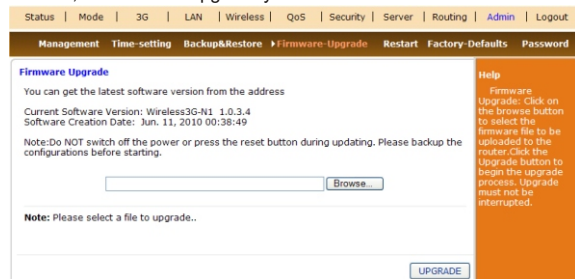 Status | Mode | 3G | LAN | Wireless | QoS | Security | Server | Routing | Admin | Logout
Management Time-setting Backup&Restore Firmware-Upgrade Restart Factory-Defaults Password
Firmware Upgrade
You can get the latest software version from the address
Current Software Version: Wireless3G-N1 1.0.3.4
Software Creation Date: Jun. 11, 2010 00:38:49
Note:Do NOT switch off the power or press the reset button during updating. Please backup the
configurations before starting.
Browse...
Note: Please select a file to upgrade..
UPGRADE
Help
Firmware
Upgrade: Click on
the browse button
to select the
firmware file to be
uploaded to the
router.Click the
Upgrade button to
begin the upgrade
process. Upgrade
must not be
interrupted.